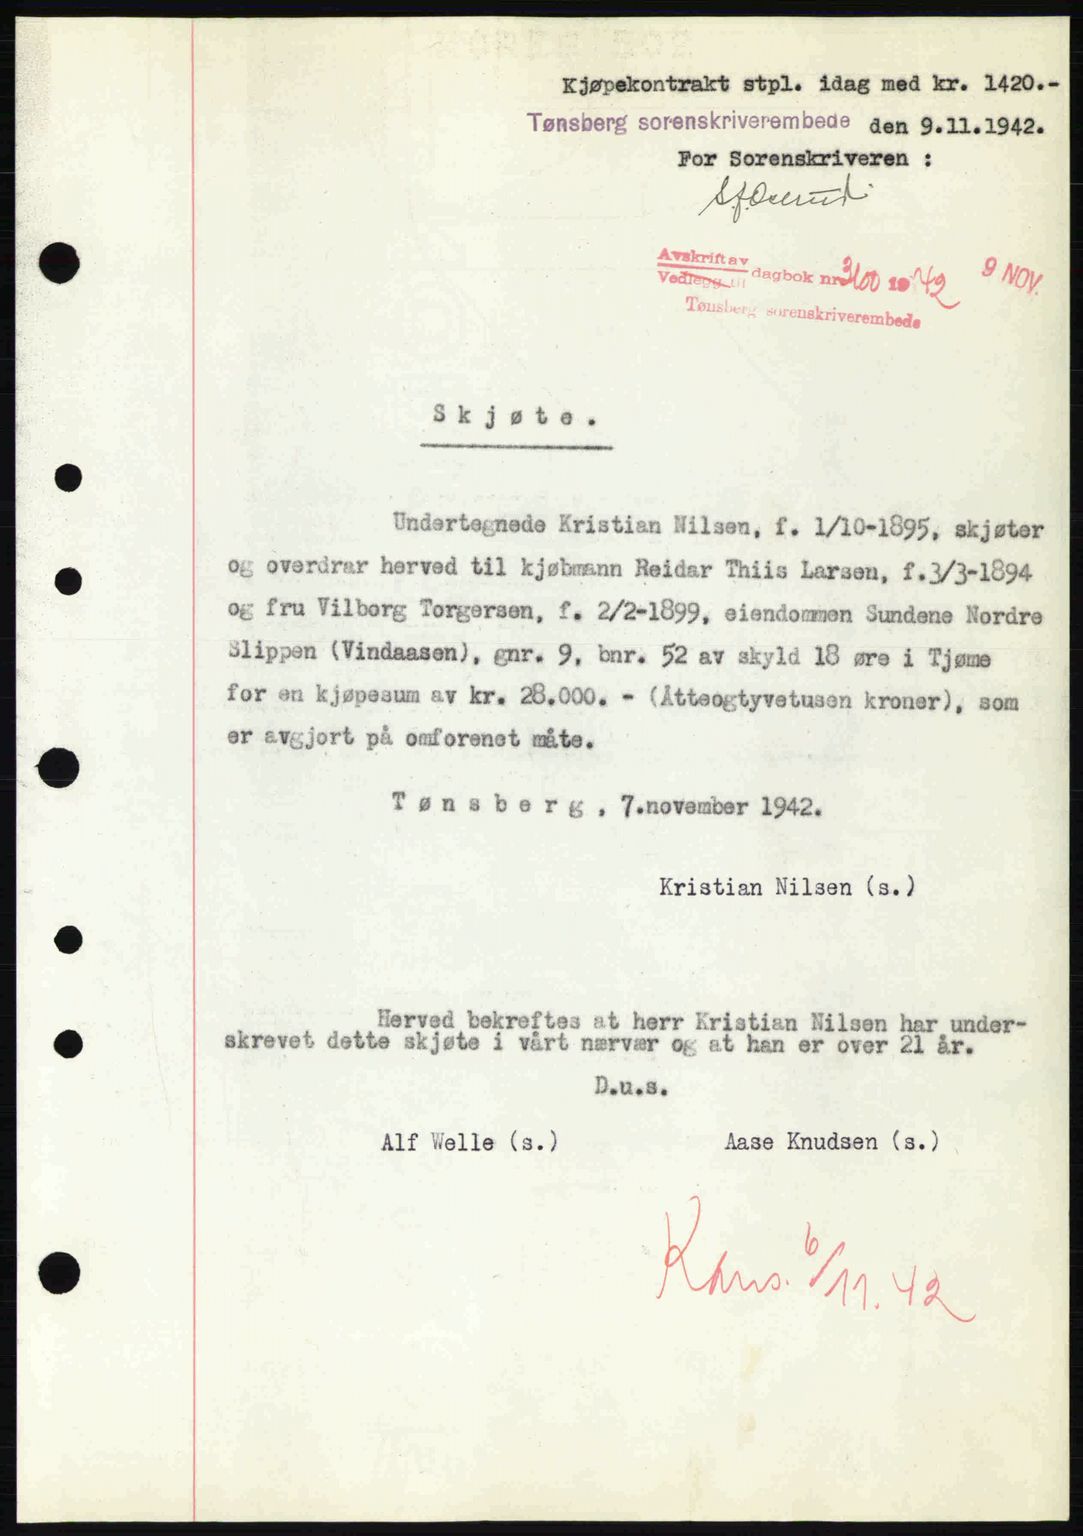 Kjøpekontrakt stpl. idag med kr. 1420.-
Tønsberg sorenskriverembede den 9.11.1942.
For Sorenskriveren :
Avskrift av
Vedlegg til dagbok nr. 3100 1942 9 NOV.
Tønsberg sorenskriverembede
Skjøte.
Undertegnede Kristian Nilsen, f. 1/10-1895, skjøter
og overdrar herved til kjøbmann Reidar Thiis Larsen, f.3/3-1894
og fru Vilborg Torgersen, f. 2/2-1899, eiendommen Sundene Nordre
Slippen (Vindaasen), gnr. 9, bnr. 52 av skyld 18 øre i Tjøme
for en kjøpesum av kr. 28.000. - (Åtteogtyvetusen kroner), som
er avgjort på omforenet måte.
Tønsberg, 7.november 1942.
Kristian Nilsen (s.)
Herved bekreftes at herr Kristian Nilsen har under-
skrevet dette skjøte i vårt nærvær og at han er over 21 år.
D.u.s.
Alf Welle (s.) Aase Knudsen (s.)
6/11.42